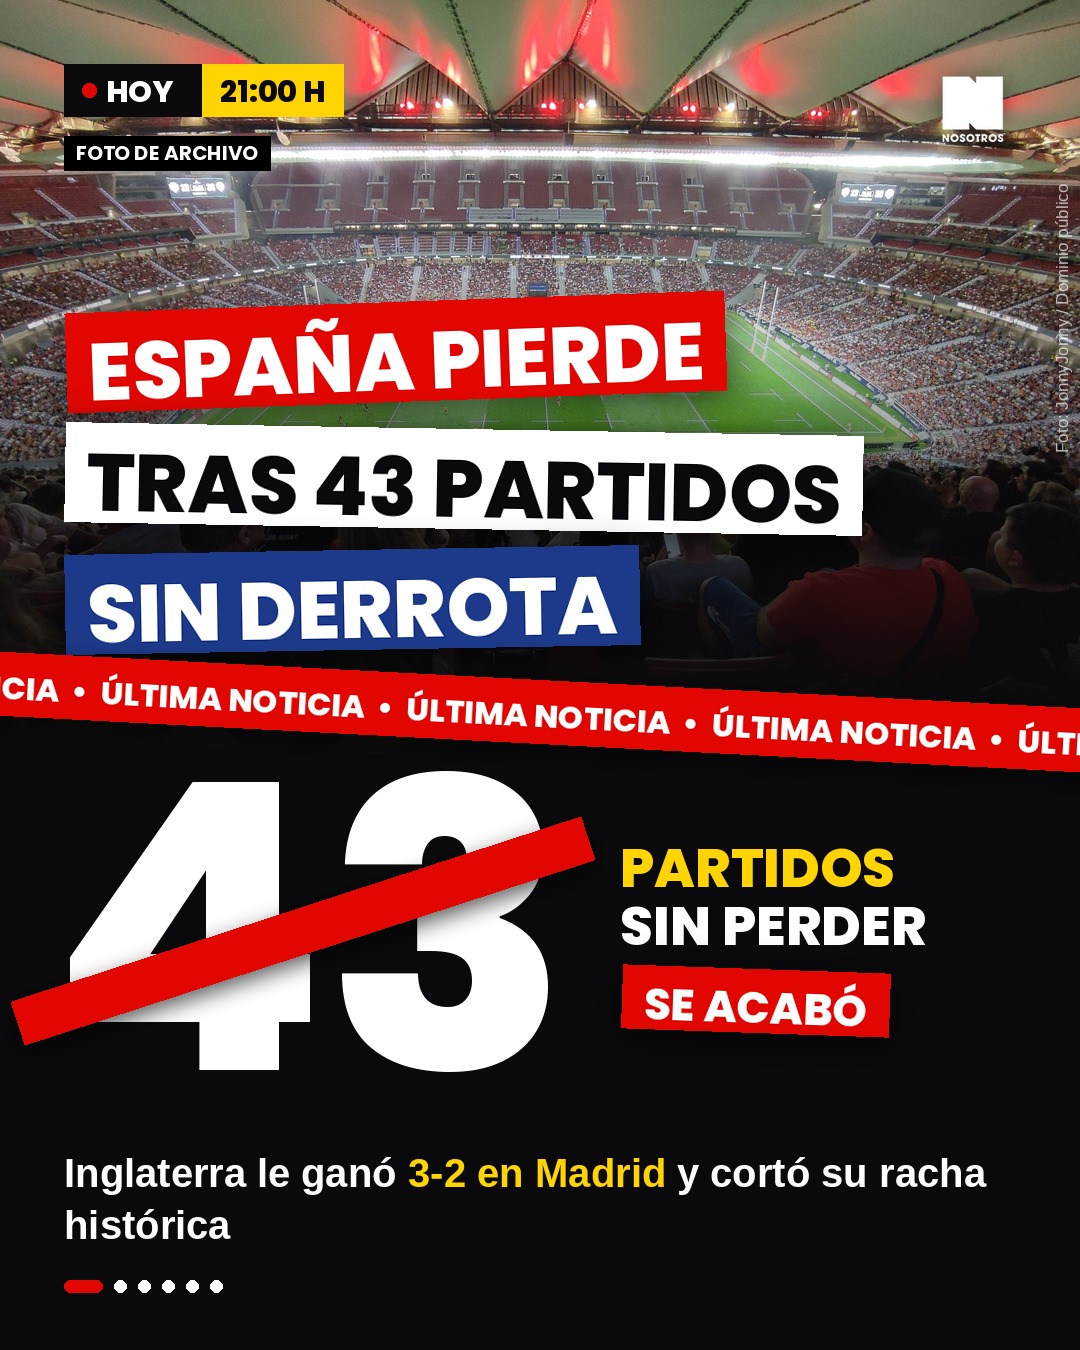 HOY 21:00 H
FOTO DE ARCHIVO
N
NOSOTROS
Foto: Jonny Jonny / Dominio público
ESPAÑA PIERDE
TRAS 43 PARTIDOS
SIN DERROTA
CIA • ÚLTIMA NOTICIA • ÚLTIMA NOTICIA • ÚLTIMA NOTICIA • ÚLTI
43
PARTIDOS
SIN PERDER
SE ACABÓ
Inglaterra le ganó 3-2 en Madrid y cortó su racha
histórica